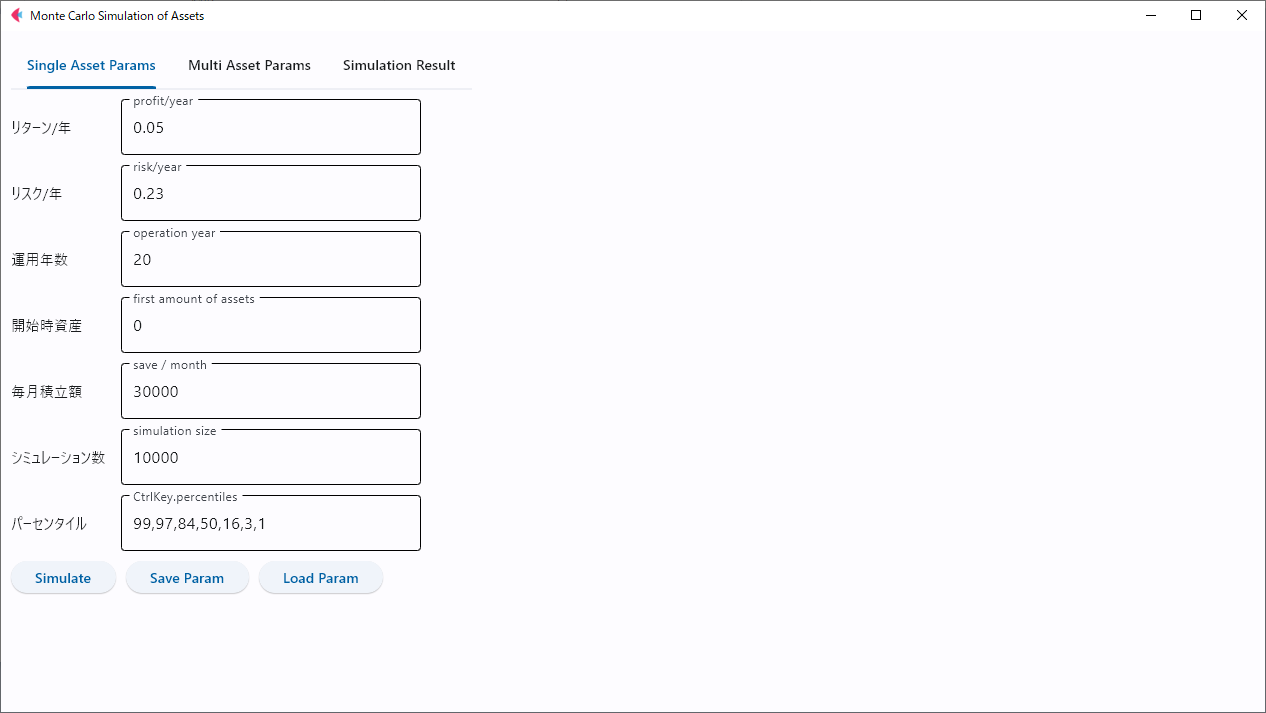 Monte Carlo Simulation of Assets
Single Asset Params Multi Asset Params Simulation Result
profit/year
リターン/年 0.05
risk/year
リスク/年 0.23
operation year
運用年数 20
first amount of assets
開始時資産 0
save / month
毎月積立額 30000
simulation size
シミュレーション数 10000
CtrlKey.percentiles
パーセンタイル 99,97,84,50,16,3,1
Simulate Save Param Load Param